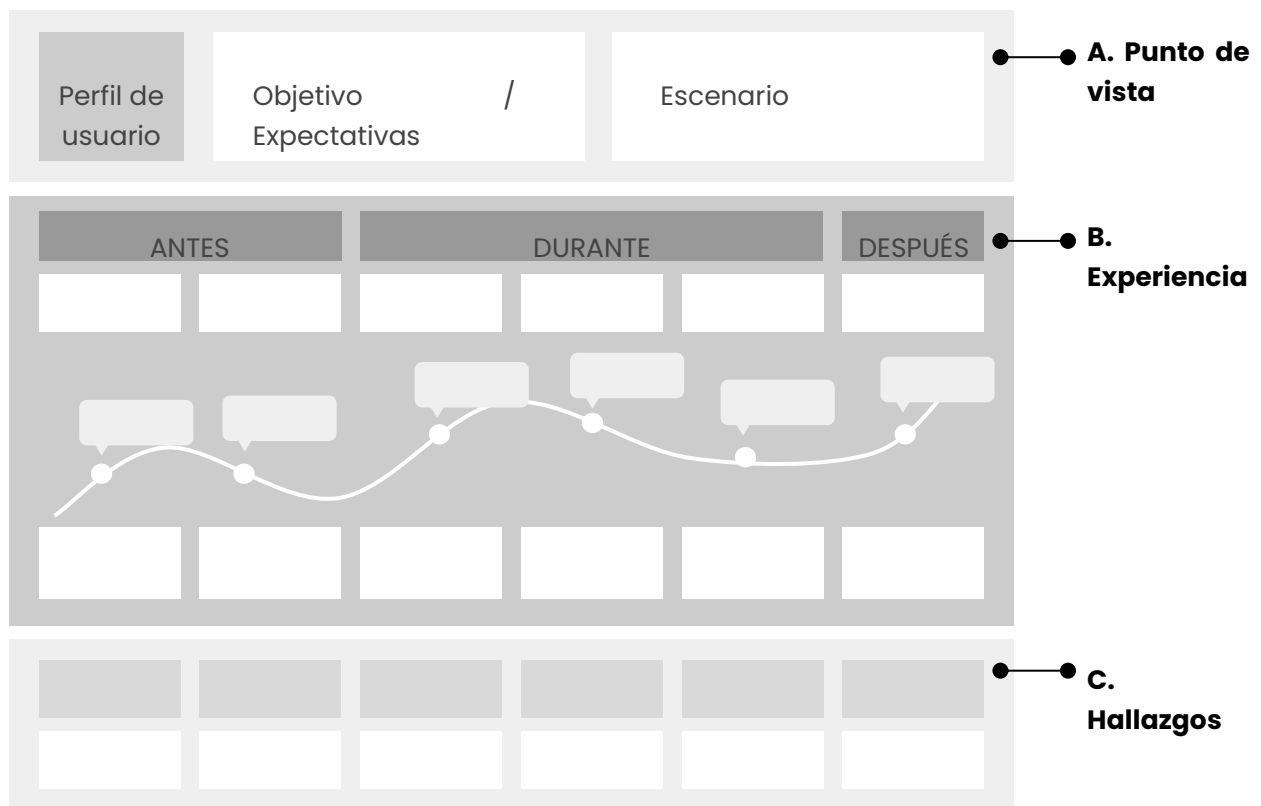 Perfil de
usuario
Objetivo /
Expectativas
Escenario
A. Punto de
vista
ANTES
DURANTE
DESPUÉS
B.
Experiencia
C.
Hallazgos